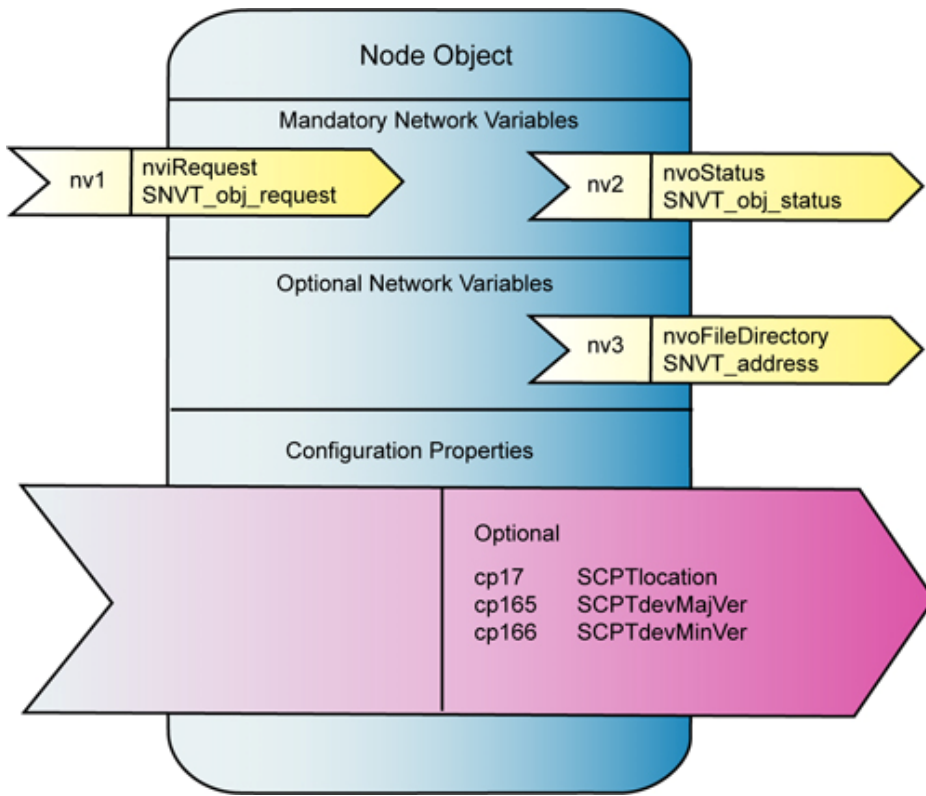 Node Object
Mandatory Network Variables
nv1
nviRequest
SNVT_obj_request
nv2
nvoStatus
SNVT_obj_status
Optional Network Variables
nv3
nvoFileDirectory
SNVT_address
Configuration Properties
Optional
cp17 SCPTlocation
cp165 SCPTdevMajVer
cp166 SCPTdevMinVer